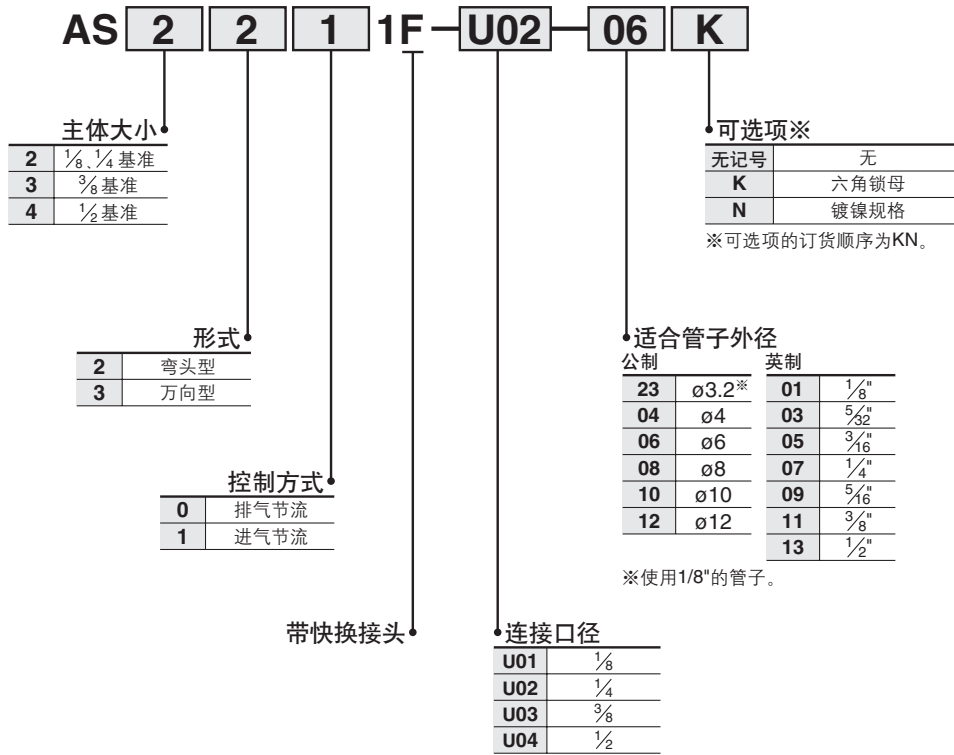 AS 2 2 1 1F-U02-06 K
主体大小
2 1/8、1/4 基准
3 3/8 基准
4 1/2 基准
可选项※
无记号 无
K 六角锁母
N 镀镍规格
※可选项的订货顺序为KN。
形式
2 弯头型
3 万向型
适合管子外径
公制 英制
23 ø3.2※ 01 1/8"
04 ø4 03 5/32"
06 ø6 05 3/16"
08 ø8 07 1/4"
10 ø10 09 5/16"
12 ø12 11 3/8"
13 1/2"
※使用1/8"的管子。
控制方式
0 排气节流
1 进气节流
带快换接头
连接口径
U01 1/8
U02 1/4
U03 3/8
U04 1/2